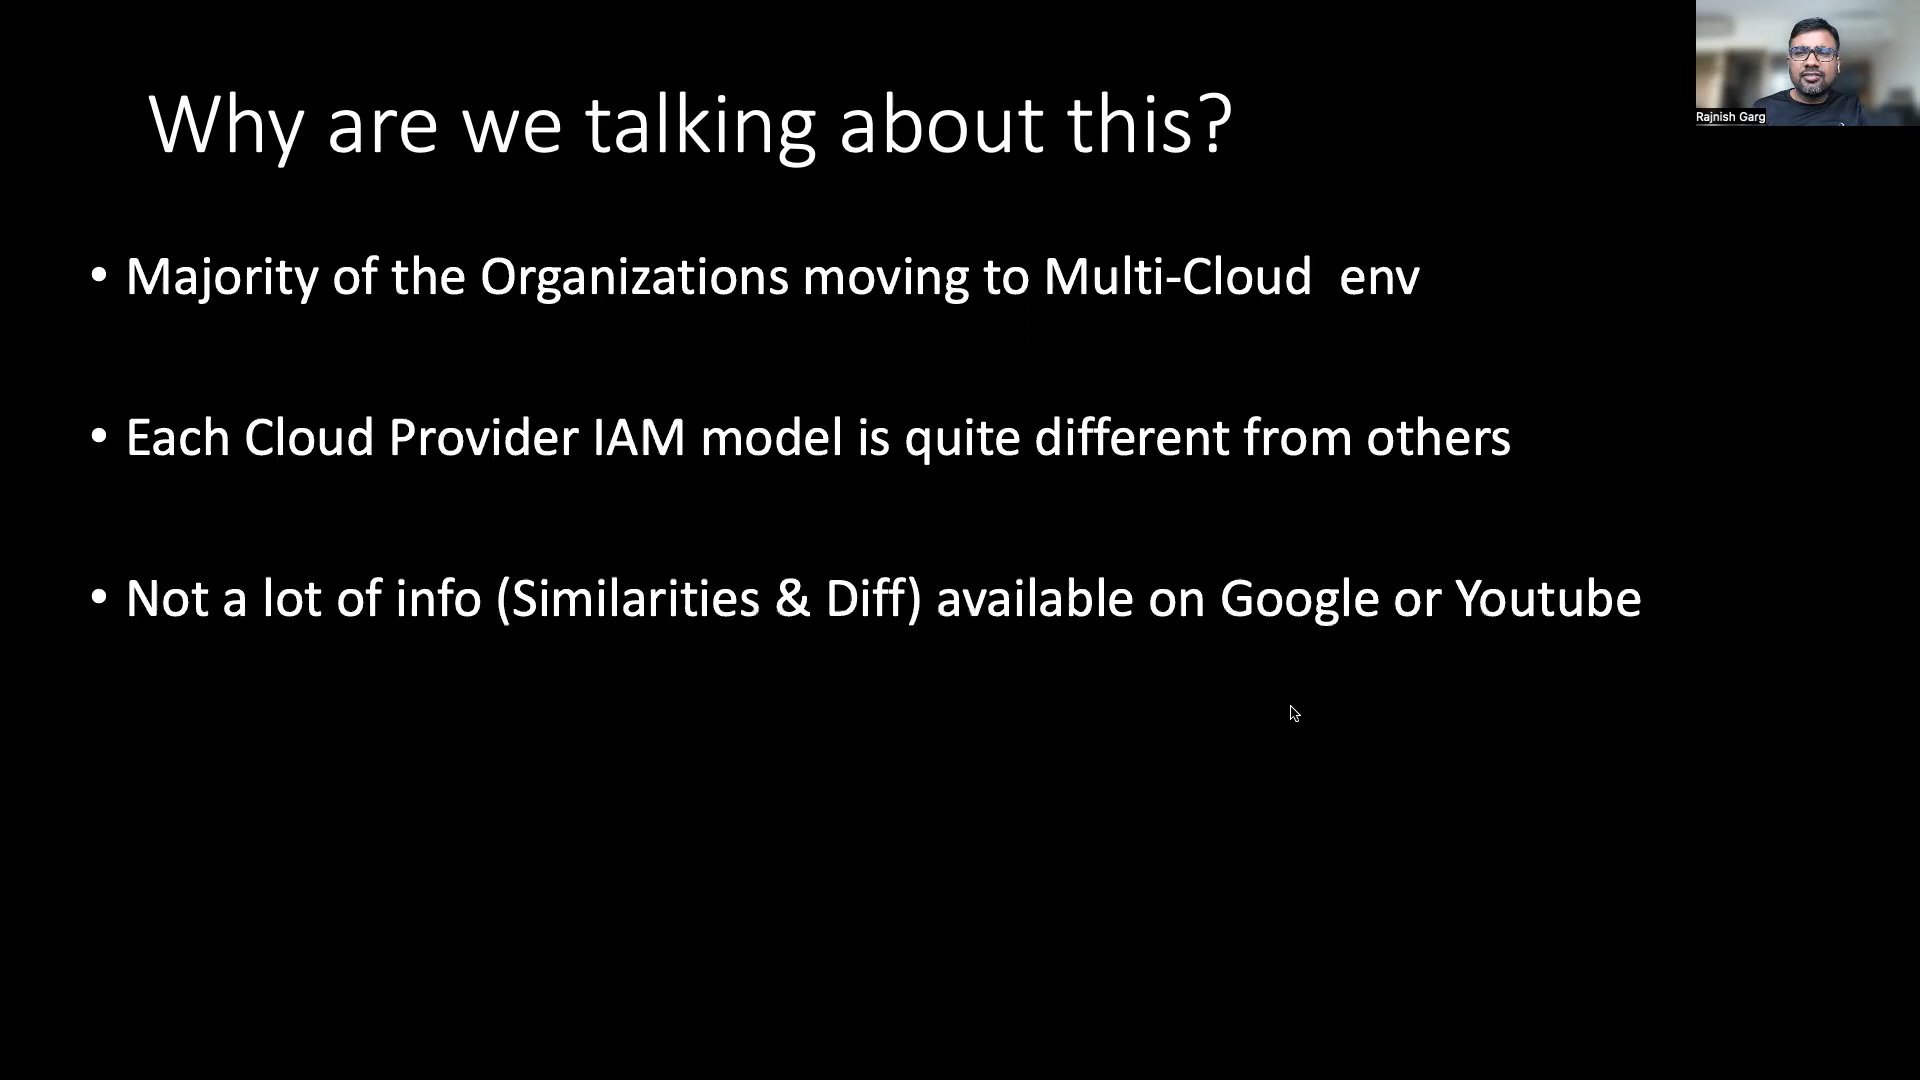 Why are we talking about this?
Rajnish Garg
• Majority of the Organizations moving to Multi-Cloud  env
• Each Cloud Provider IAM model is quite different from others
• Not a lot of info (Similarities & Diff) available on Google or Youtube